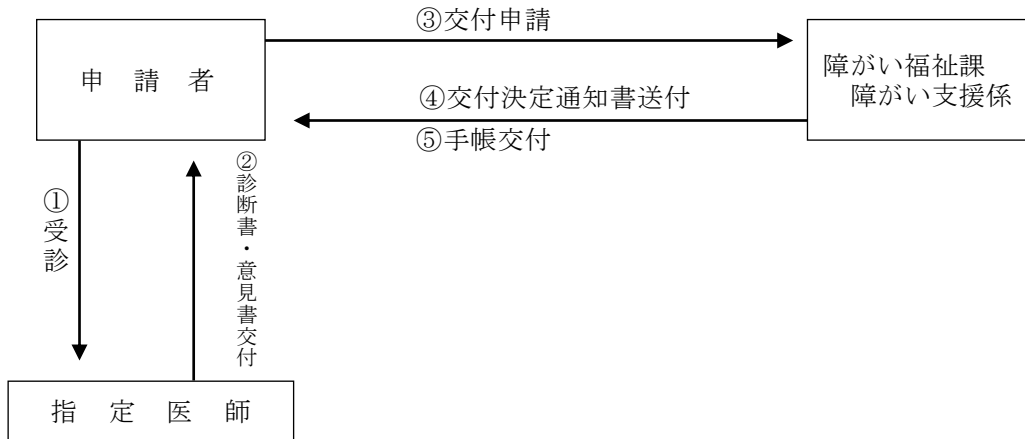 ③交付申請
申請者
障がい福祉課
障がい支援係
④交付決定通知書送付
⑤手帳交付
①受診
②診断書・意見書交付
指定医師